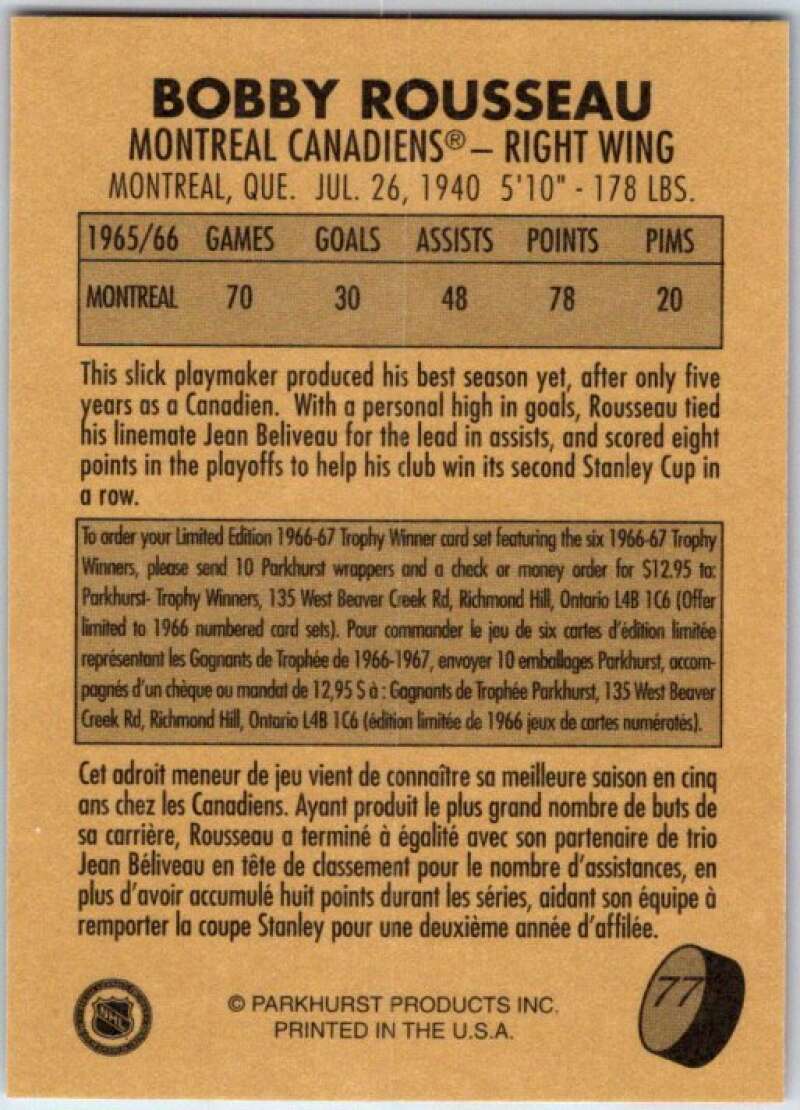 BOBBY ROUSSEAU
MONTREAL CANADIENS® – RIGHT WING
MONTREAL, QUE. JUL. 26, 1940 5'10" - 178 LBS.
1965/66 GAMES GOALS ASSISTS POINTS PIMS
MONTREAL 70 30 48 78 20
This slick playmaker produced his best season yet, after only five
years as a Canadien. With a personal high in goals, Rousseau tied
his linemate Jean Beliveau for the lead in assists, and scored eight
points in the playoffs to help his club win its second Stanley Cup in
a row.
To order your Limited Edition 1966-67 Trophy Winner card set featuring the six 1966-67 Trophy
Winners, please send 10 Parkhurst wrappers and a check or money order for $12.95 to:
Parkhurst- Trophy Winners, 135 West Beaver Creek Rd, Richmond Hill, Ontario L4B 1C6 (Offer
limited to 1966 numbered card sets). Pour commander le jeu de six cartes d'édition limitée
représentant les Gagnants de Trophée de 1966-1967, envoyer 10 emballages Parkhurst, accom-
pagnés d'un chèque ou mandat de 12,95 $ à : Gagnants de Trophée Parkhurst, 135 West Beaver
Creek Rd, Richmond Hill, Ontario L4B 1C6 (édition limitée de 1966 jeux de cartes numérotés).
Cet adroit meneur de jeu vient de connaître sa meilleure saison en cinq
ans chez les Canadiens. Ayant produit le plus grand nombre de buts de
sa carrière, Rousseau a terminé à égalité avec son partenaire de trio
Jean Béliveau en tête de classement pour le nombre d'assistances, en
plus d'avoir accumulé huit points durant les séries, aidant son équipe à
remporter la coupe Stanley pour une deuxième année d'affilée.
77
NHL
© PARKHURST PRODUCTS INC.
PRINTED IN THE U.S.A.